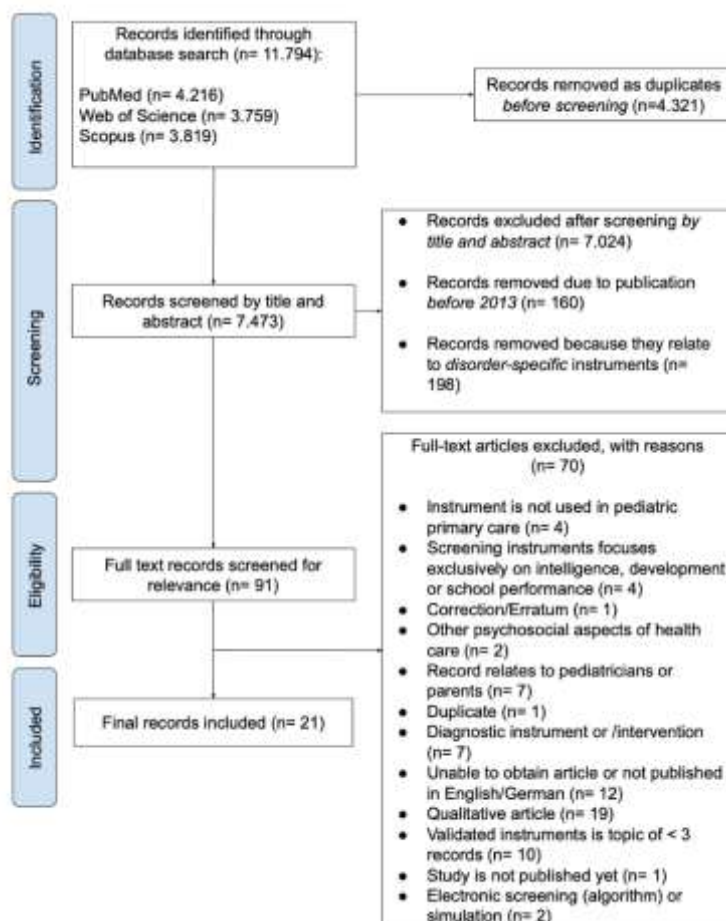 Identification
Records identified through
database search (n= 11.794):
PubMed (n= 4.216)
Web of Science (n= 3.759)
Scopus (n= 3.819)
Records removed as duplicates
before screening (n=4.321)
Screening
Records screened by title and
abstract (n= 7.473)
● Records excluded after screening by
title and abstract (n= 7.024)
● Records removed due to publication
before 2013 (n= 160)
● Records removed because they relate
to disorder-specific instruments (n=
198)
Eligibility
Full text records screened for
relevance (n= 91)
Full-text articles excluded, with reasons
(n= 70)
● Instrument is not used in pediatric
primary care (n= 4)
● Screening instruments focuses
exclusively on intelligence, development
or school performance (n= 4)
● Correction/Erratum (n= 1)
● Other psychosocial aspects of health
care (n= 2)
● Record relates to pediatricians or
parents (n= 7)
● Duplicate (n= 1)
● Diagnostic instrument or /intervention
(n= 7)
● Unable to obtain article or not published
in English/German (n= 12)
● Qualitative article (n= 19)
● Validated instruments is topic of < 3
records (n= 10)
● Study is not published yet (n= 1)
● Electronic screening (algorithm) or
simulation (n= 2)
Included
Final records included (n= 21)